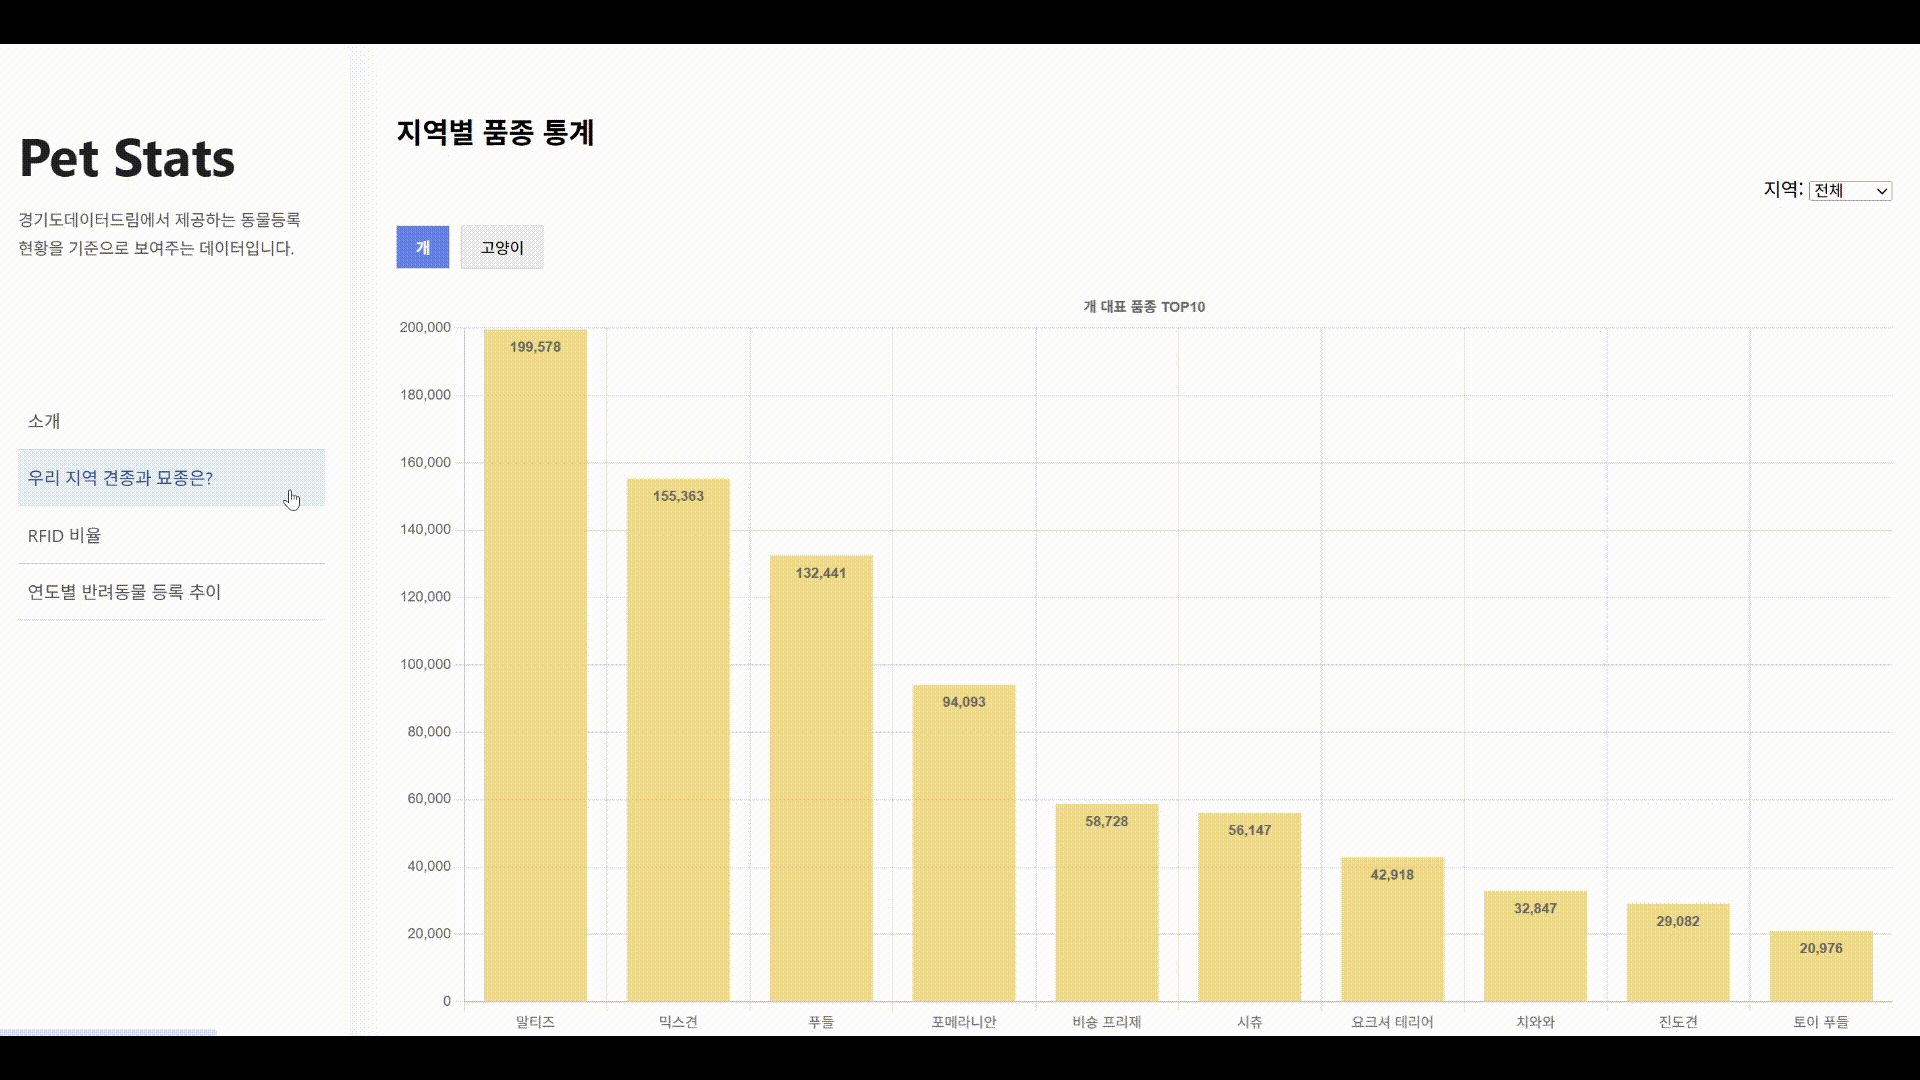 Pet Stats
경기도데이터드림에서 제공하는 동물등록
현황을 기준으로 보여주는 데이터입니다.
소개
우리 지역 견종과 묘종은?
RFID 비율
연도별 반려동물 등록 추이
지역별 품종 통계
지역: 전체
개 고양이
개 대표 품종 TOP10
200,000
180,000
160,000
140,000
120,000
100,000
80,000
60,000
40,000
20,000
0
199,578
155,363
132,441
94,093
58,728
56,147
42,918
32,847
29,082
20,976
말티즈 믹스견 푸들 포메라니안 비숑 프리제 시츄 요크셔 테리어 치와와 진도견 토이 푸들